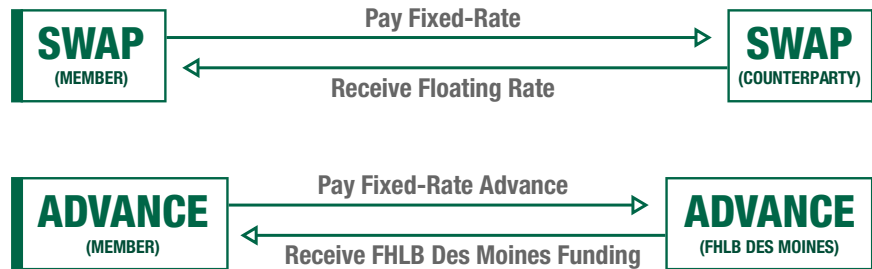 Pay Fixed-Rate
SWAP
(MEMBER)
SWAP
(COUNTERPARTY)
Receive Floating Rate
Pay Fixed-Rate Advance
ADVANCE
(MEMBER)
ADVANCE
(FHLB DES MOINES)
Receive FHLB Des Moines Funding